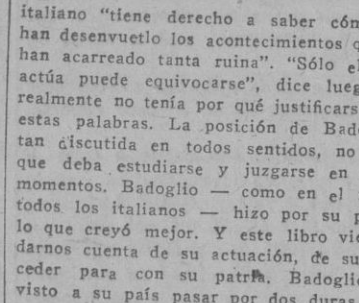 italiano “tiene derecho a saber cóm
han desenvuetlo los acontecimientos q
han acarreado tanta ruina”. “Sólo e
actúa puede equivocarse”, dice lueg
realmente no tenía por qué justificars
estas palabras. La posición de Bado
tan discutida en todos sentidos, no
que deba estudiarse y juzgarse en
momentos. Badoglio — como en el
todos los italianos — hizo por su p
lo que creyó mejor. Y este libro vie
darnos cuenta de su actuación, de su
ceder para con su patria. Badoglio
visto a su país pasar por dos duras